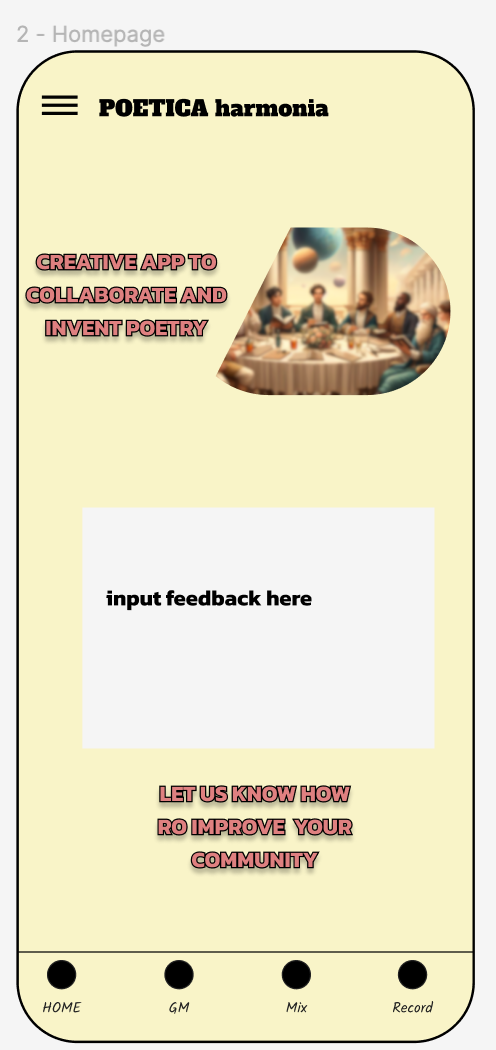 2 - Homepage
POETICA harmonia
CREATIVE APP TO
COLLABORATE AND
INVENT POETRY
input feedback here
LET US KNOW HOW
RO IMPROVE YOUR
COMMUNITY
HOME GM Mix Record